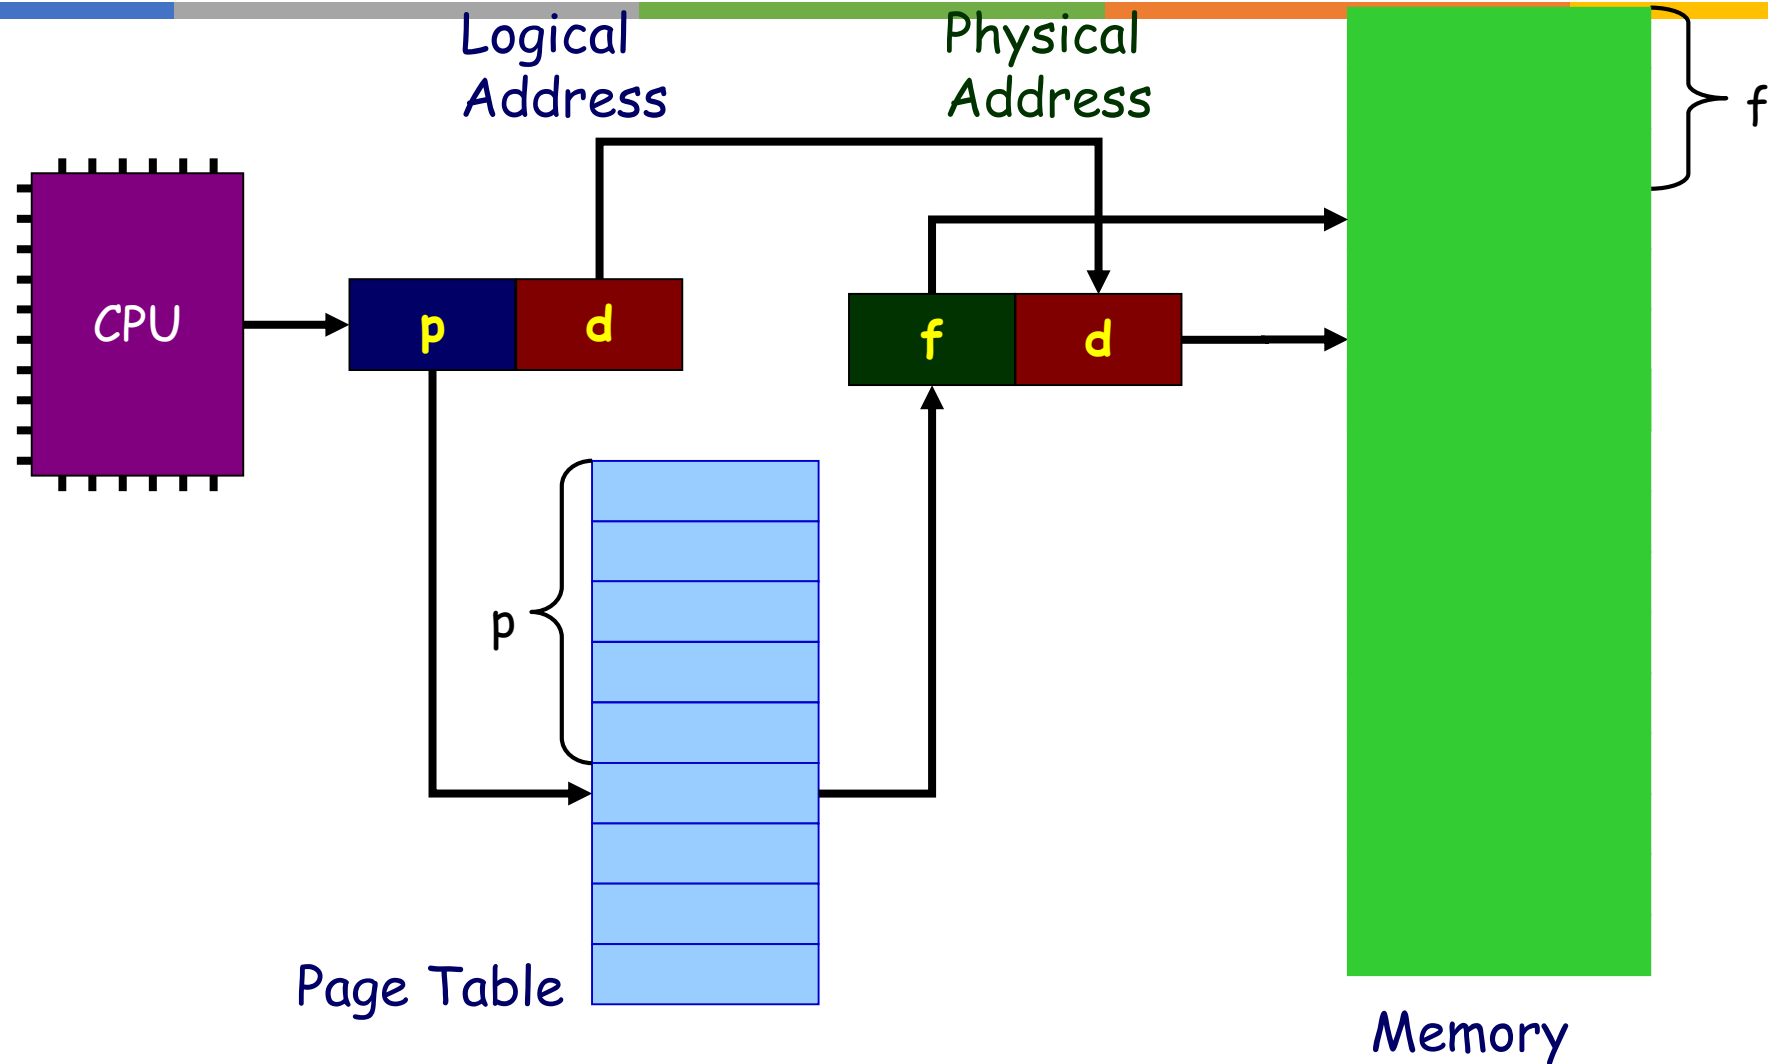 Logical
Address
Physical
Address
f
CPU
p
d
f
d
p
Page Table
Memory